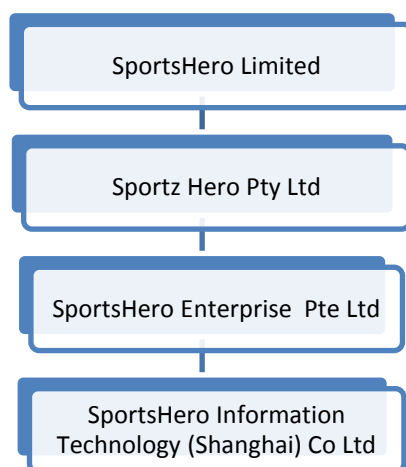 SportsHero Limited
Sportz Hero Pty Ltd
SportsHero Enterprise  Pte Ltd
SportsHero Information
Technology (Shanghai) Co Ltd